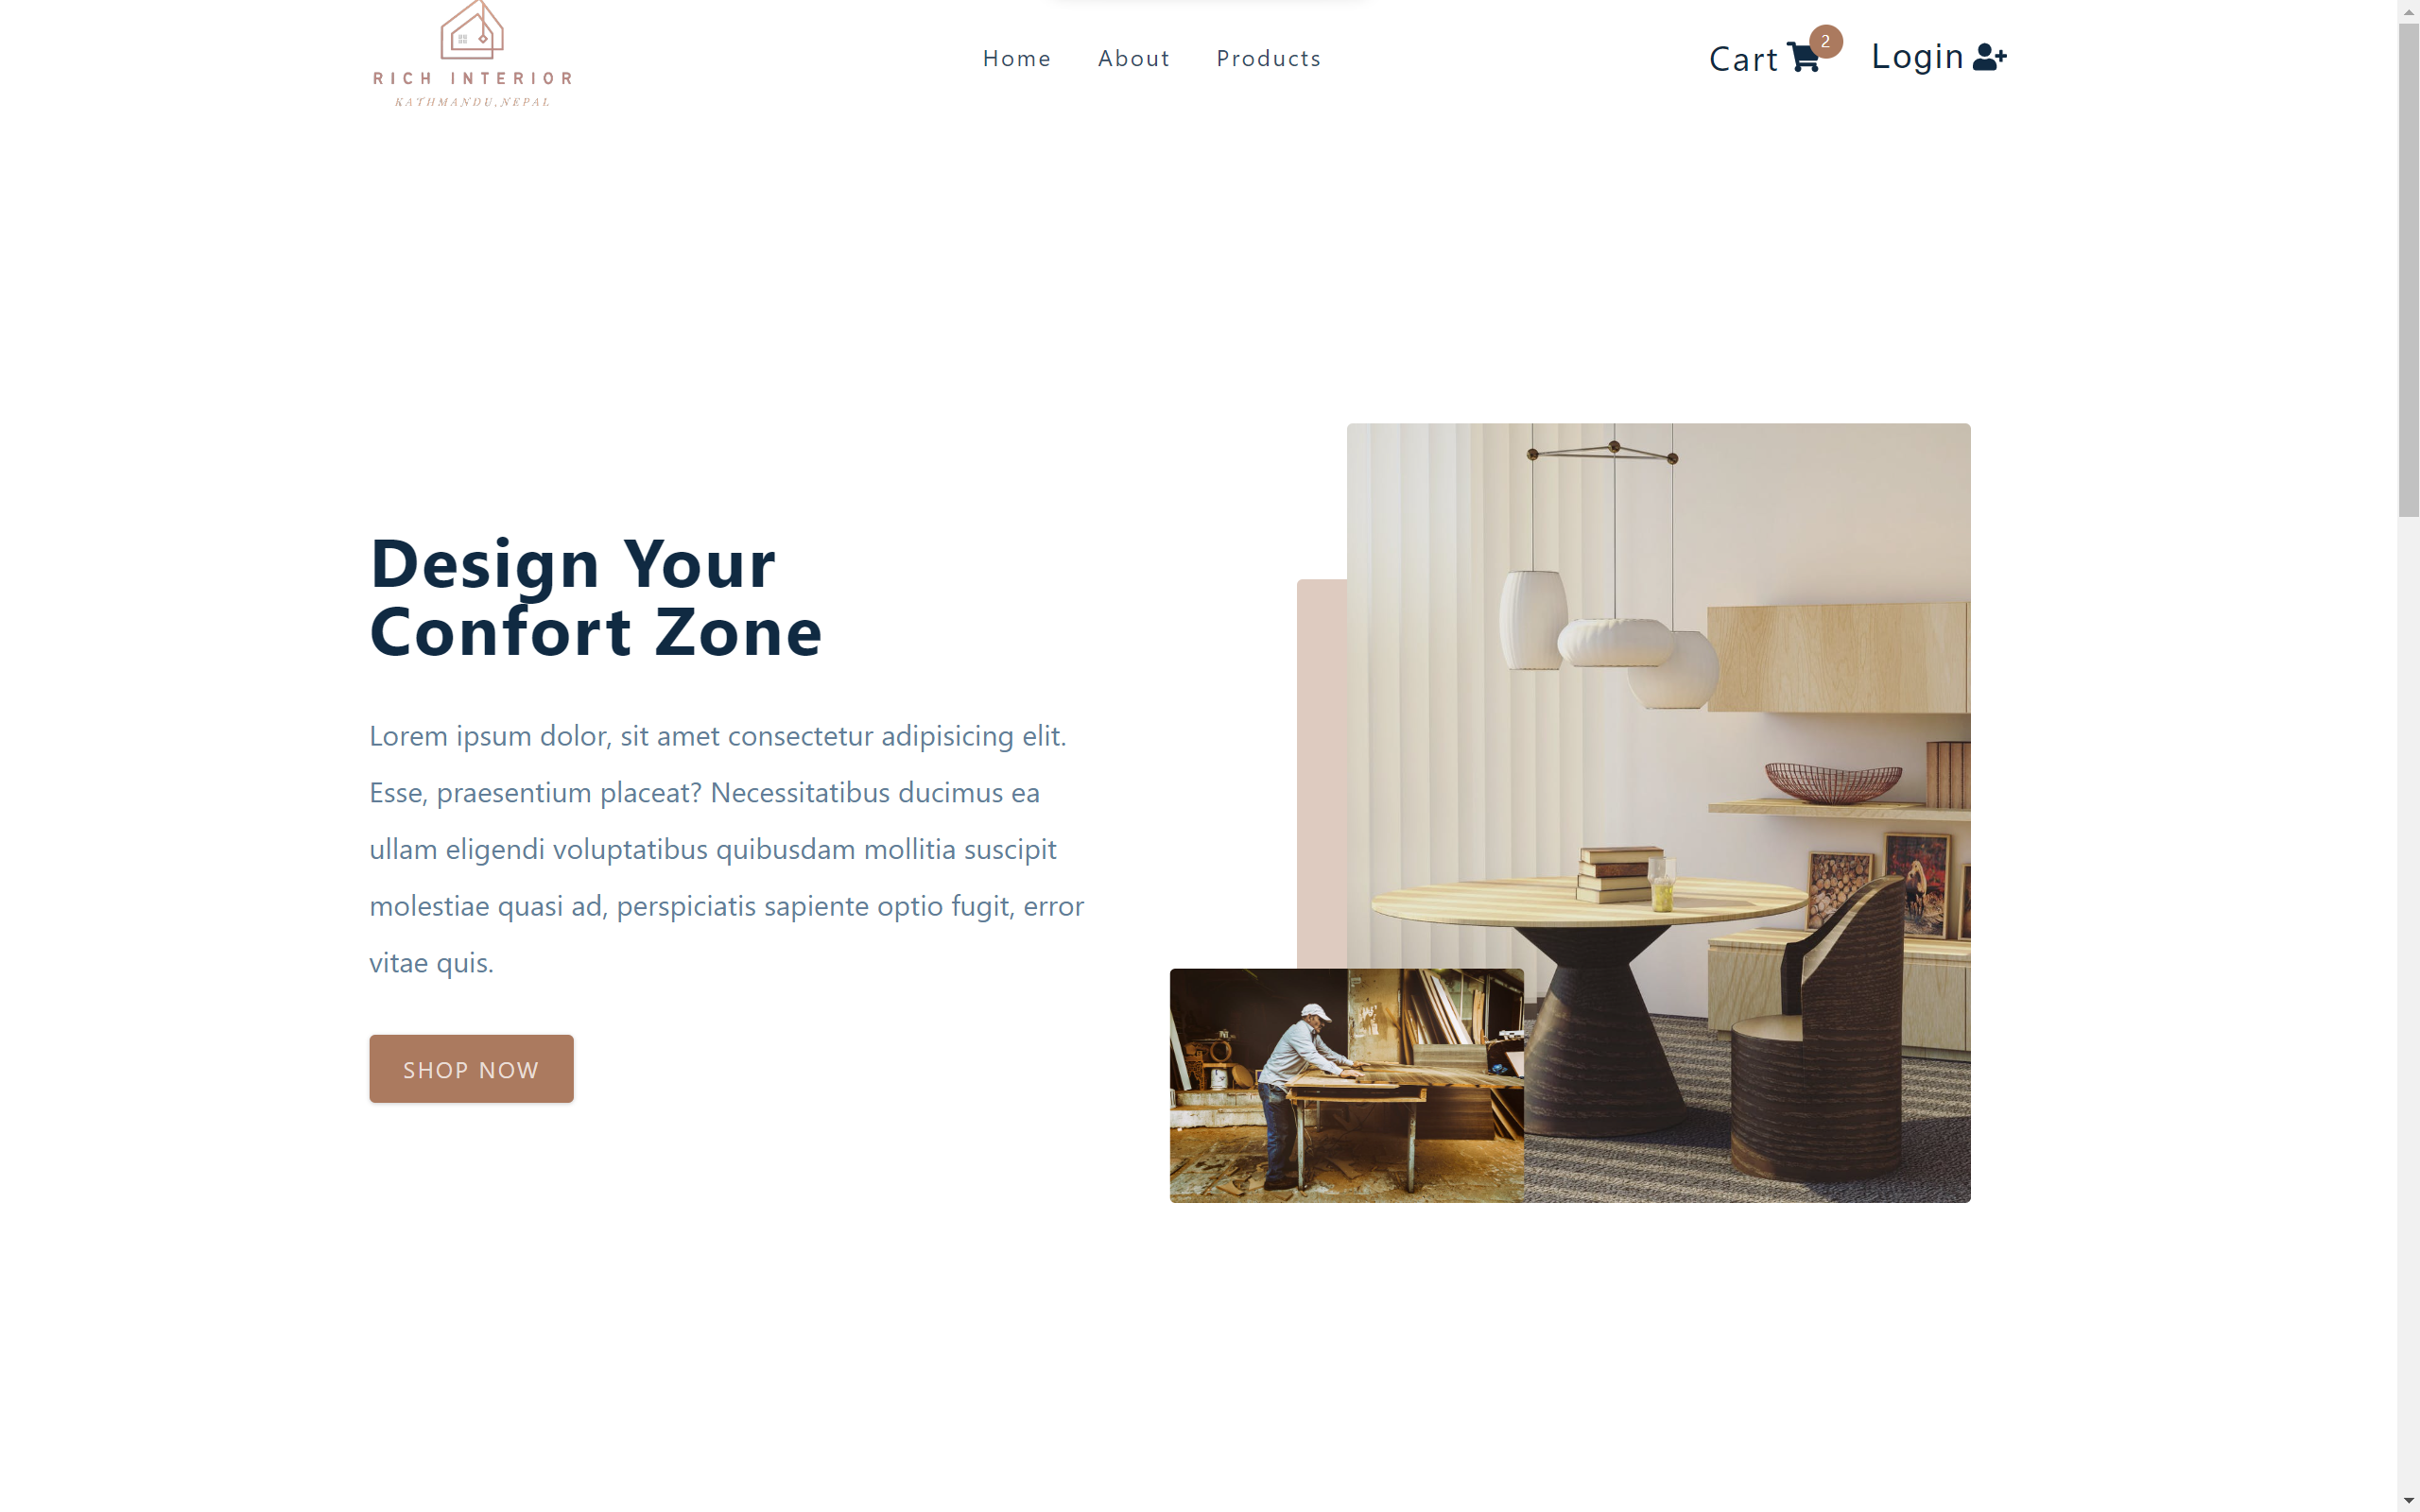 RICH INTERIOR
KATHMANDU,NEPAL
Home About Products
Cart 2 Login
Design Your
Confort Zone
Lorem ipsum dolor, sit amet consectetur adipisicing elit.
Esse, praesentium placeat? Necessitatibus ducimus ea
ullam eligendi voluptatibus quibusdam mollitia suscipit
molestiae quasi ad, perspiciatis sapiente optio fugit, error
vitae quis.
SHOP NOW